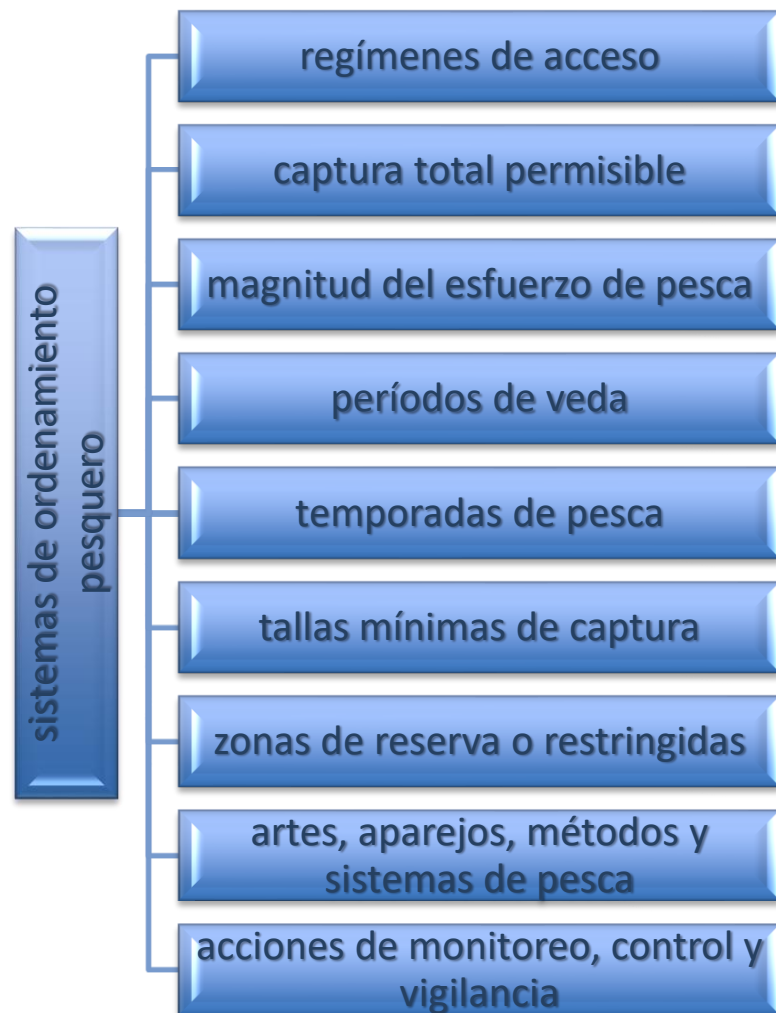 sistemas de ordenamiento
pesquero
regímenes de acceso
captura total permisible
magnitud del esfuerzo de pesca
períodos de veda
temporadas de pesca
tallas mínimas de captura
zonas de reserva o restringidas
artes, aparejos, métodos y
sistemas de pesca
acciones de monitoreo, control y
vigilancia